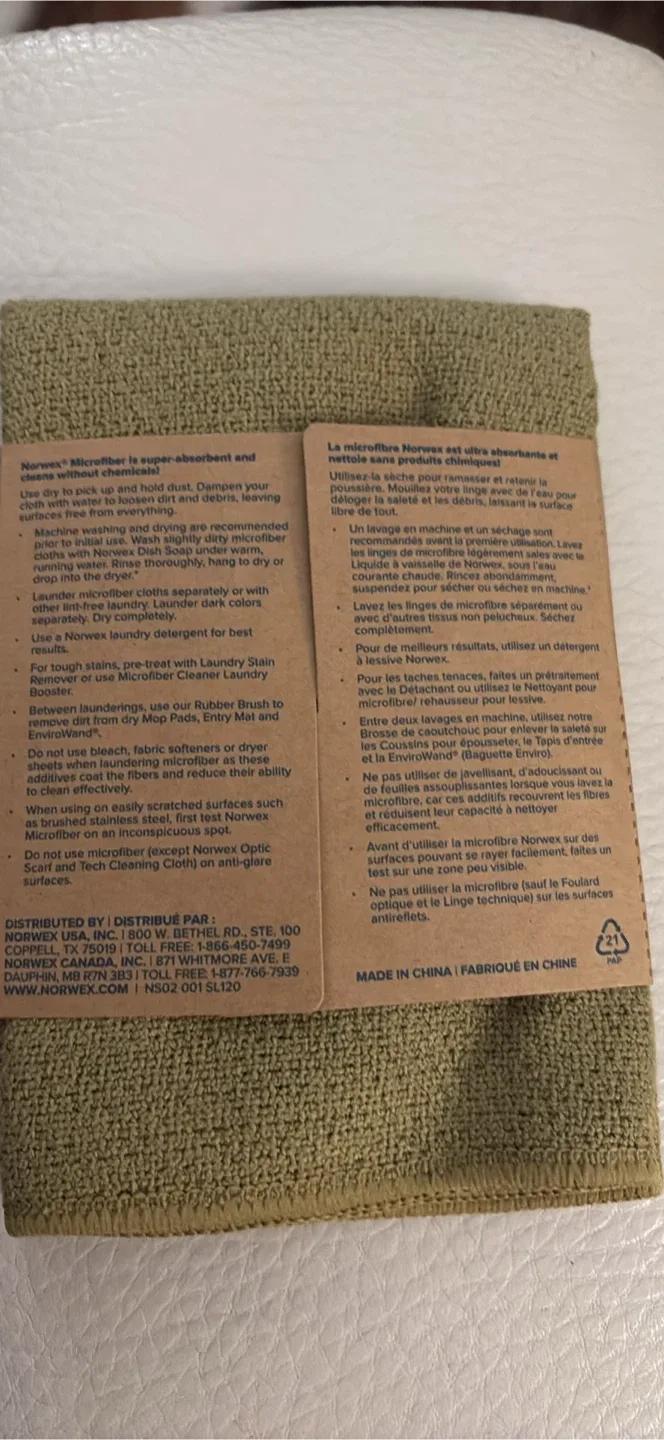 Norwex® Microfiber is super-absorbent and
cleans without chemicals!
Use dry to pick up and hold dust. Dampen your
cloth with water to loosen dirt and debris, leaving
surfaces free from everything.
• Machine washing and drying are recommended
prior to initial use. Wash slightly dirty microfiber
cloths with Norwex Dish Soap under warm,
running water. Rinse thoroughly, hang to dry or
drop into the dryer.*
• Launder microfiber cloths separately or with
other lint-free laundry. Launder dark colors
separately. Dry completely.
• Use a Norwex laundry detergent for best
results.
• For tough stains, pre-treat with Laundry Stain
Remover or use Microfiber Cleaner Laundry
Booster.
• Between launderings, use our Rubber Brush to
remove dirt from dry Mop Pads, Entry Mat and
EnviroWand®.
• Do not use bleach, fabric softeners or dryer
sheets when laundering microfiber as these
additives coat the fibers and reduce their ability
to clean effectively.
• When using on easily scratched surfaces such
as brushed stainless steel, first test Norwex
Microfiber on an inconspicuous spot.
• Do not use microfiber (except Norwex Optic
Scarf and Tech Cleaning Cloth) on anti-glare
surfaces.
DISTRIBUTED BY | DISTRIBUÉ PAR :
NORWEX USA, INC. | 800 W. BETHEL RD., STE. 100
COPPELL, TX 75019 | TOLL FREE: 1-866-450-7499
NORWEX CANADA, INC. | 871 WHITMORE AVE. E
DAUPHIN, MB R7N 3B3 | TOLL FREE: 1-877-766-7939
WWW.NORWEX.COM | NS02 001 SL120
La microfibre Norwex est ultra absorbante et
nettoie sans produits chimiques!
Utilisez-la sèche pour ramasser et retenir la
poussière. Mouillez votre linge avec de l'eau pour
déloger la saleté et les débris, laissant la surface
libre de tout.
• Un lavage en machine et un séchage sont
recommandés avant la première utilisation. Lavez
les linges de microfibre légèrement sales avec le
Liquide à vaisselle de Norwex, sous l'eau
courante chaude. Rincez abondamment,
suspendez pour sécher ou séchez en machine.*
• Lavez les linges de microfibre séparément ou
avec d'autres tissus non pelucheux. Séchez
complètement.
• Pour de meilleurs résultats, utilisez un détergent
à lessive Norwex.
• Pour les taches tenaces, faites un prétraitement
avec le Détachant ou utilisez le Nettoyant pour
microfibre/ rehausseur pour lessive.
• Entre deux lavages en machine, utilisez notre
Brosse de caoutchouc pour enlever la saleté sur
les Coussins pour épousseter, le Tapis d'entrée
et la EnviroWand® (Baguette Enviro).
• Ne pas utiliser de javellisant, d'adoucissant ou
de feuilles assouplissantes lorsque vous lavez la
microfibre, car ces additifs recouvrent les fibres
et réduisent leur capacité à nettoyer
efficacement.
• Avant d'utiliser la microfibre Norwex sur des
surfaces pouvant se rayer facilement, faites un
test sur une zone peu visible.
• Ne pas utiliser la microfibre (sauf le Foulard
optique et le Linge technique) sur les surfaces
antireflets.
21
PAP
MADE IN CHINA | FABRIQUÉ EN CHINE